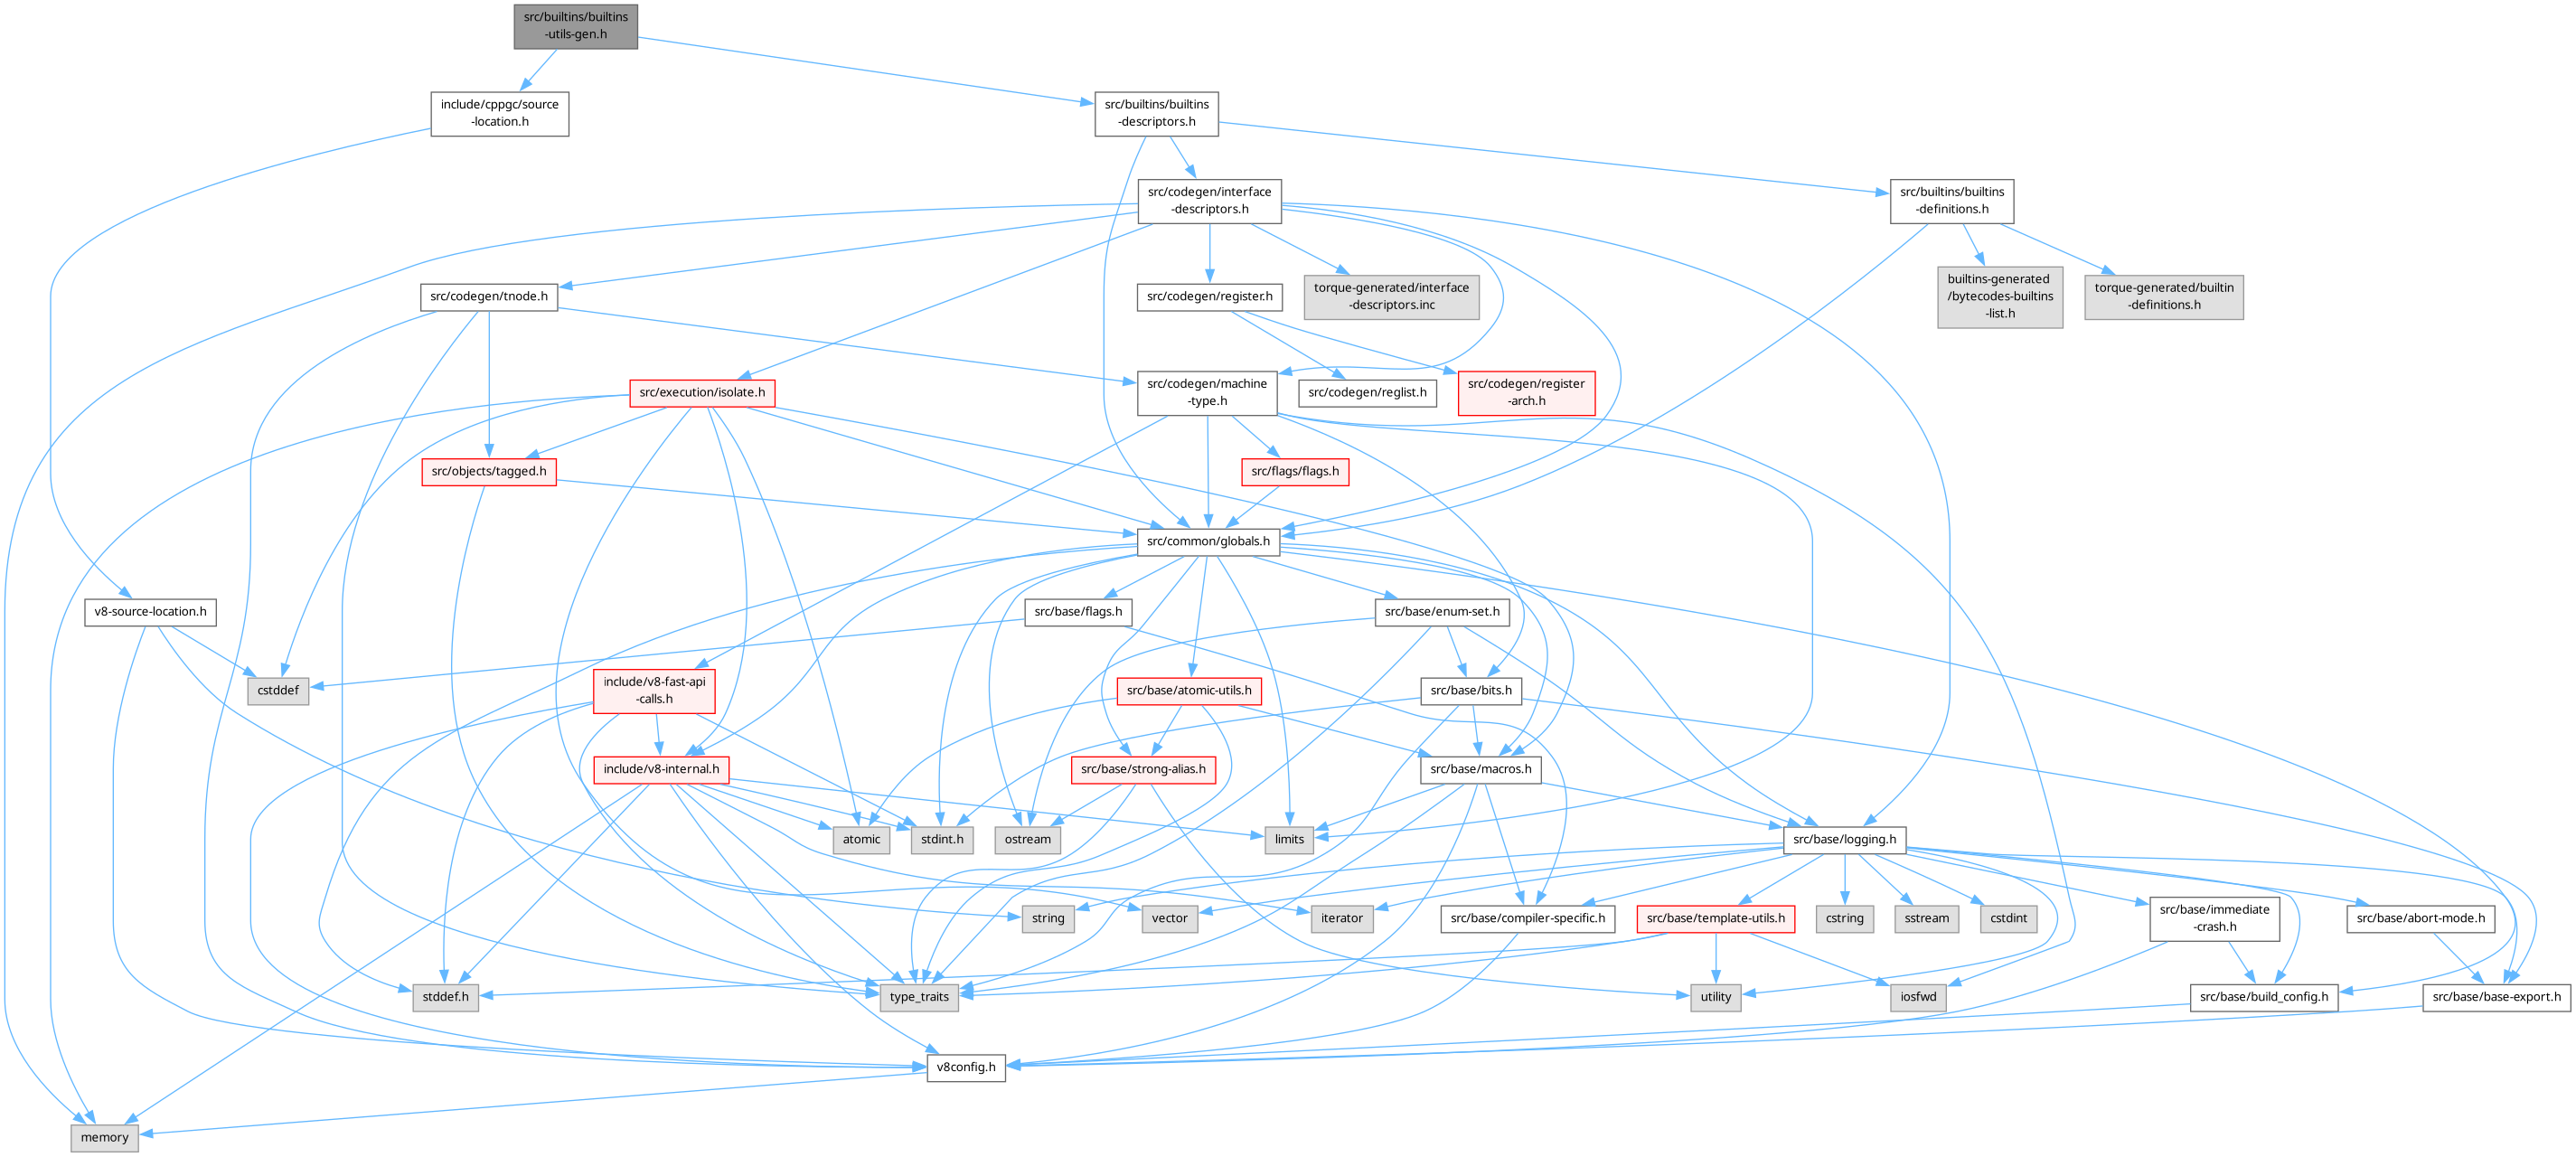 src/builtins/builtins
-utils-gen.h
include/cppgc/source
-location.h
src/builtins/builtins
-descriptors.h
src/codegen/interface
-descriptors.h
src/builtins/builtins
-definitions.h
src/codegen/tnode.h
src/codegen/register.h
torque-generated/interface
-descriptors.inc
builtins-generated
/bytecodes-builtins
-list.h
torque-generated/builtin
-definitions.h
src/execution/isolate.h
src/codegen/machine
-type.h
src/codegen/reglist.h
src/codegen/register
-arch.h
src/objects/tagged.h
src/flags/flags.h
src/common/globals.h
v8-source-location.h
src/base/flags.h
src/base/enum-set.h
cstddef
include/v8-fast-api
-calls.h
src/base/atomic-utils.h
src/base/bits.h
include/v8-internal.h
src/base/strong-alias.h
src/base/macros.h
atomic
stdint.h
ostream
limits
src/base/logging.h
string
vector
iterator
src/base/compiler-specific.h
src/base/template-utils.h
cstring
sstream
cstdint
src/base/immediate
-crash.h
src/base/abort-mode.h
stddef.h
type_traits
utility
iosfwd
src/base/build_config.h
src/base/base-export.h
v8config.h
memory